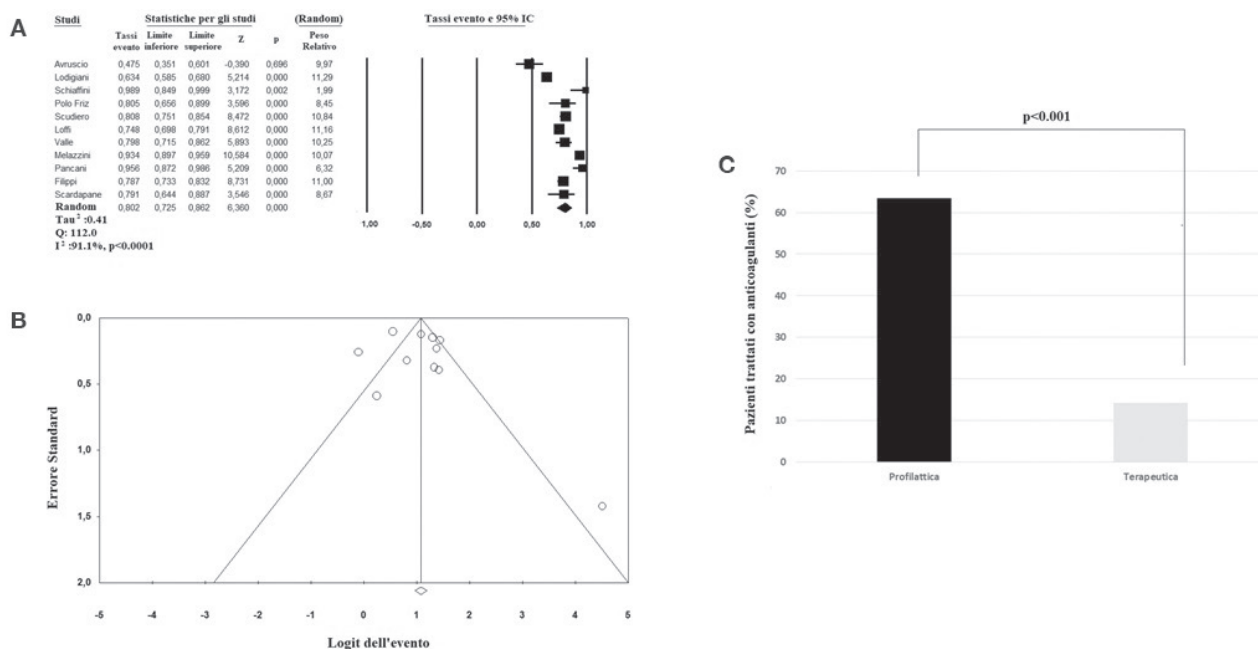 A
Studi Statistiche per gli studi (Random) Tassi evento e 95% IC
Tassi evento Limite inferiore Limite superiore Z p Peso Relativo
Avruscio 0,475 0,351 0,601 -0,390 0,696 9,97
Lodigiani 0,634 0,585 0,680 5,214 0,000 11,29
Schiaffini 0,989 0,849 0,999 3,172 0,002 1,99
Polo Friz 0,805 0,656 0,899 3,596 0,000 8,45
Scudiero 0,808 0,751 0,854 8,472 0,000 10,84
Loffi 0,748 0,698 0,791 8,612 0,000 11,16
Valle 0,798 0,715 0,862 5,893 0,000 10,25
Melazzini 0,934 0,897 0,959 10,584 0,000 10,07
Pancani 0,956 0,872 0,986 5,209 0,000 6,32
Filippi 0,787 0,733 0,832 8,731 0,000 11,00
Scardapane 0,791 0,644 0,887 3,546 0,000 8,67
Random 0,802 0,725 0,862 6,360 0,000
1,00 -0,50 0,00 0,50 1,00
Tau² :0.41
Q: 112.0
I² :91.1%, p<0.0001
B
0,0
0,5
1,0
1,5
2,0
Errore Standard
-5 -4 -3 -2 -1 0 1 2 3 4 5
Logit dell'evento
C
p<0.001
70
60
50
40
30
20
10
0
Pazienti trattati con anticoagulanti (%)
Profilattica Terapeutica